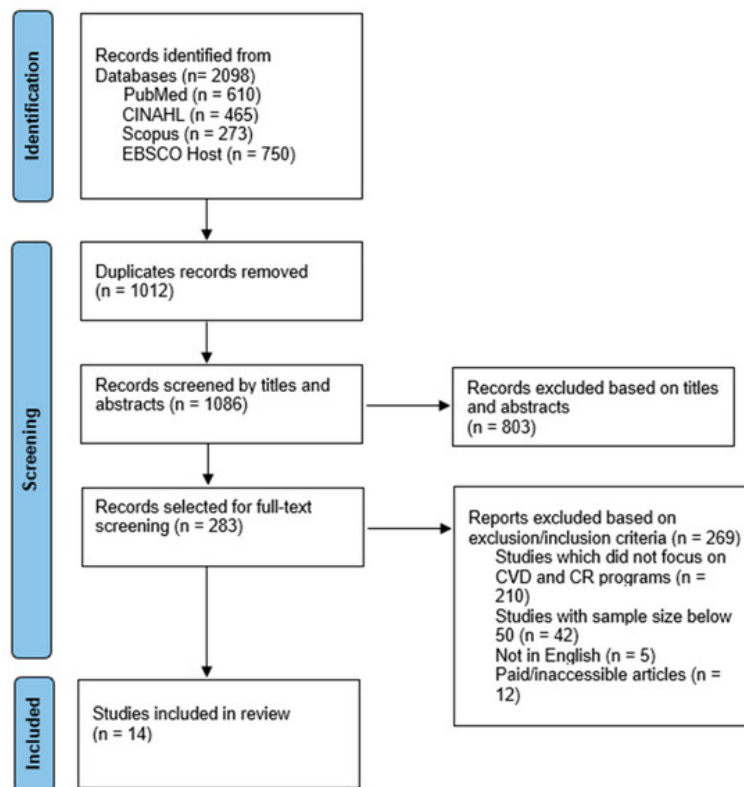 Identification
Records identified from
Databases (n= 2098)
PubMed (n = 610)
CINAHL (n = 465)
Scopus (n = 273)
EBSCO Host (n = 750)
Screening
Duplicates records removed
(n = 1012)
Records screened by titles and
abstracts (n = 1086)
Records excluded based on titles
and abstracts
(n = 803)
Records selected for full-text
screening (n = 283)
Reports excluded based on
exclusion/inclusion criteria (n = 269)
Studies which did not focus on
CVD and CR programs (n =
210)
Studies with sample size below
50 (n = 42)
Not in English (n = 5)
Paid/inaccessible articles (n =
12)
Included
Studies included in review
(n = 14)